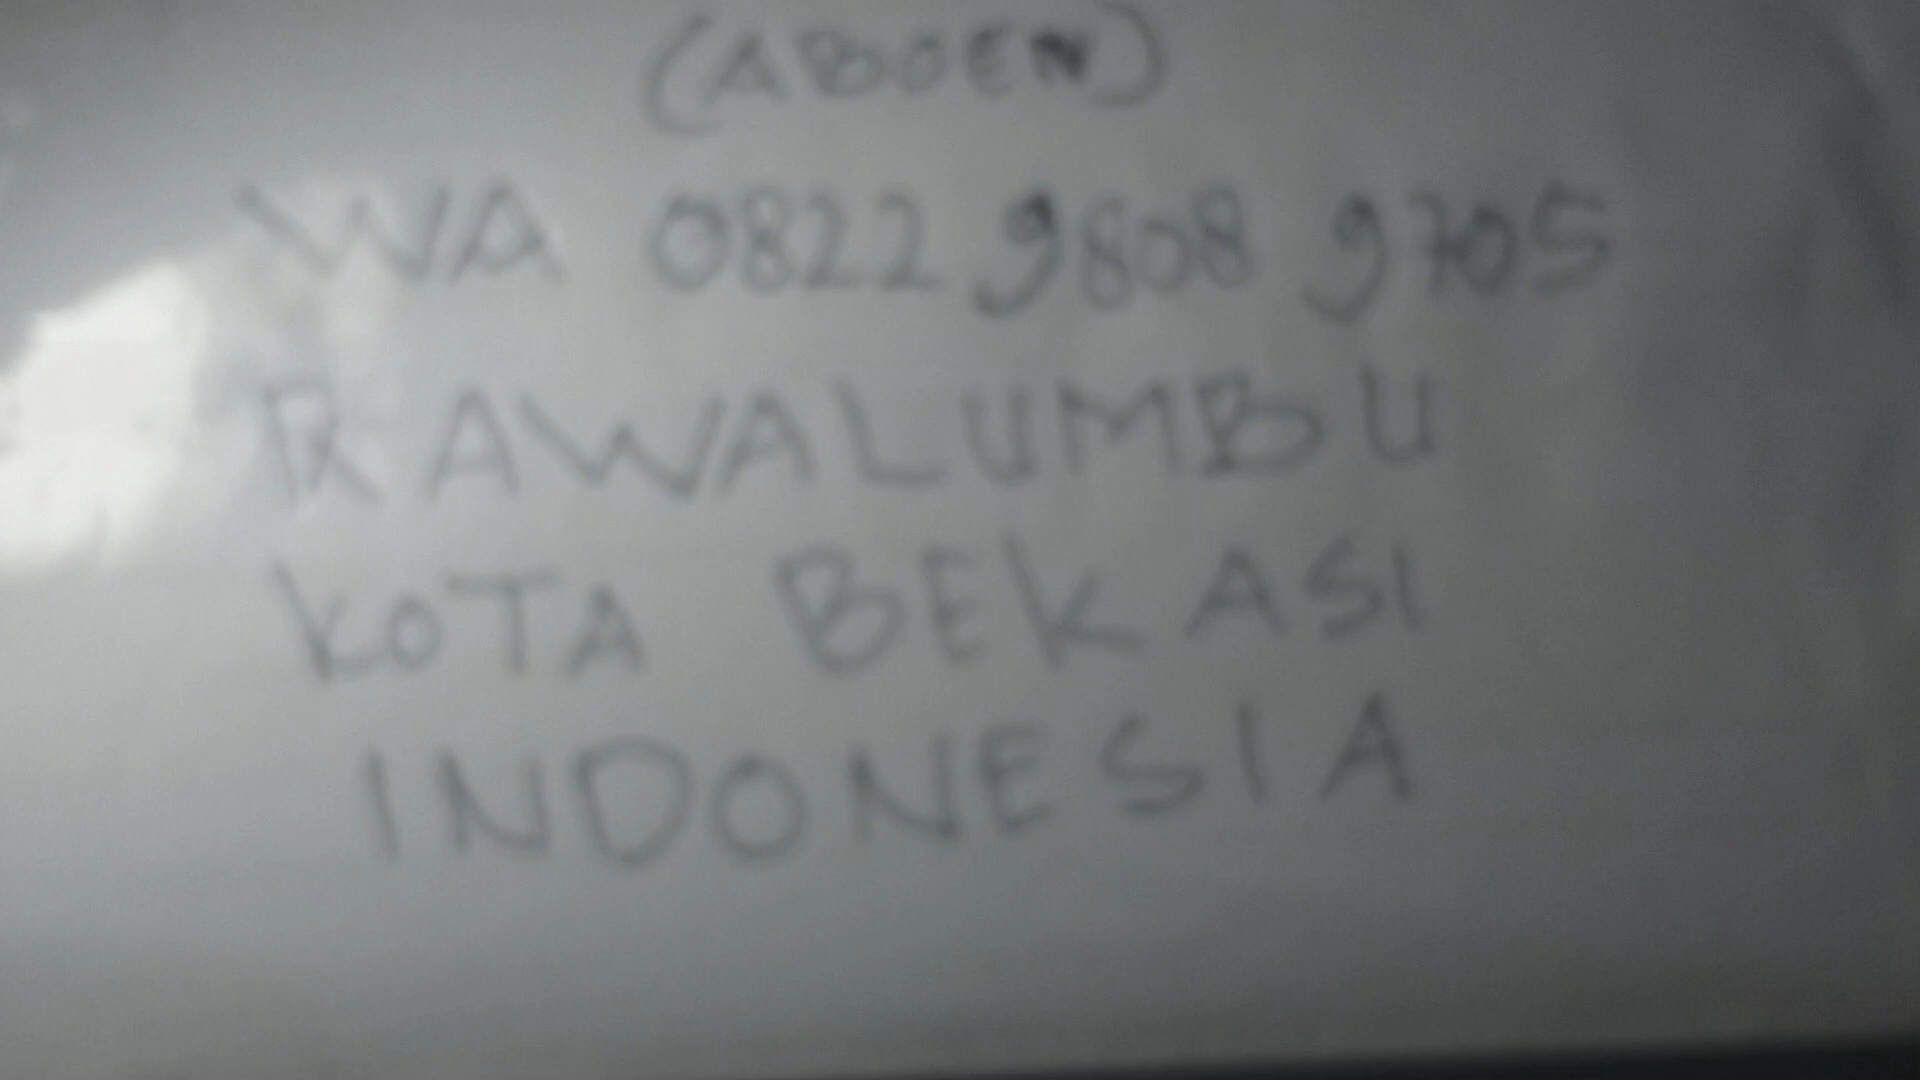 (ABOEN)
WA 0822 9808 9705
RAWALUMBU
KOTA BEKASI
INDONESIA